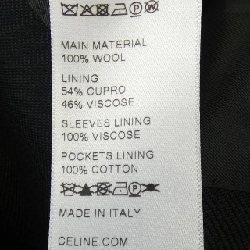 MAIN MATERIAL
100% WOOL
LINING
54% CUPRO
46% VISCOSE
SLEEVES LINING
100% VISCOSE
POCKETS LINING
100% COTTON
MADE IN ITALY
CELINE.COM